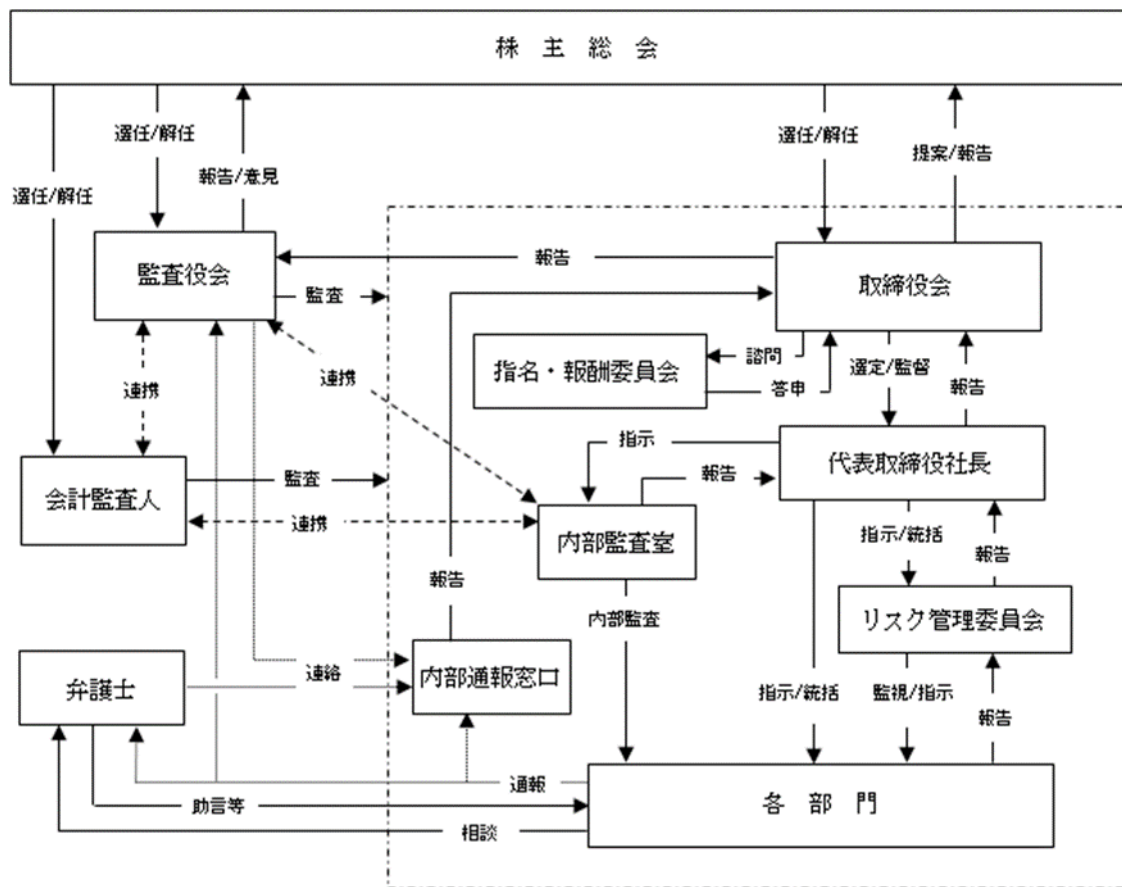 株主総会
選任/解任
選任/解任
提案/報告
選任/解任
報告/意見
監査役会
報告
取締役会
監査
諮問
選定/監督
指名・報酬委員会
連携
答申
報告
連携
指示
代表取締役社長
会計監査人
監査
報告
連携
内部監査室
指示/統括
報告
報告
内部監査
リスク管理委員会
弁護士
連絡
内部通報窓口
指示/統括
監視/指示
報告
通報
各部門
助言等
相談